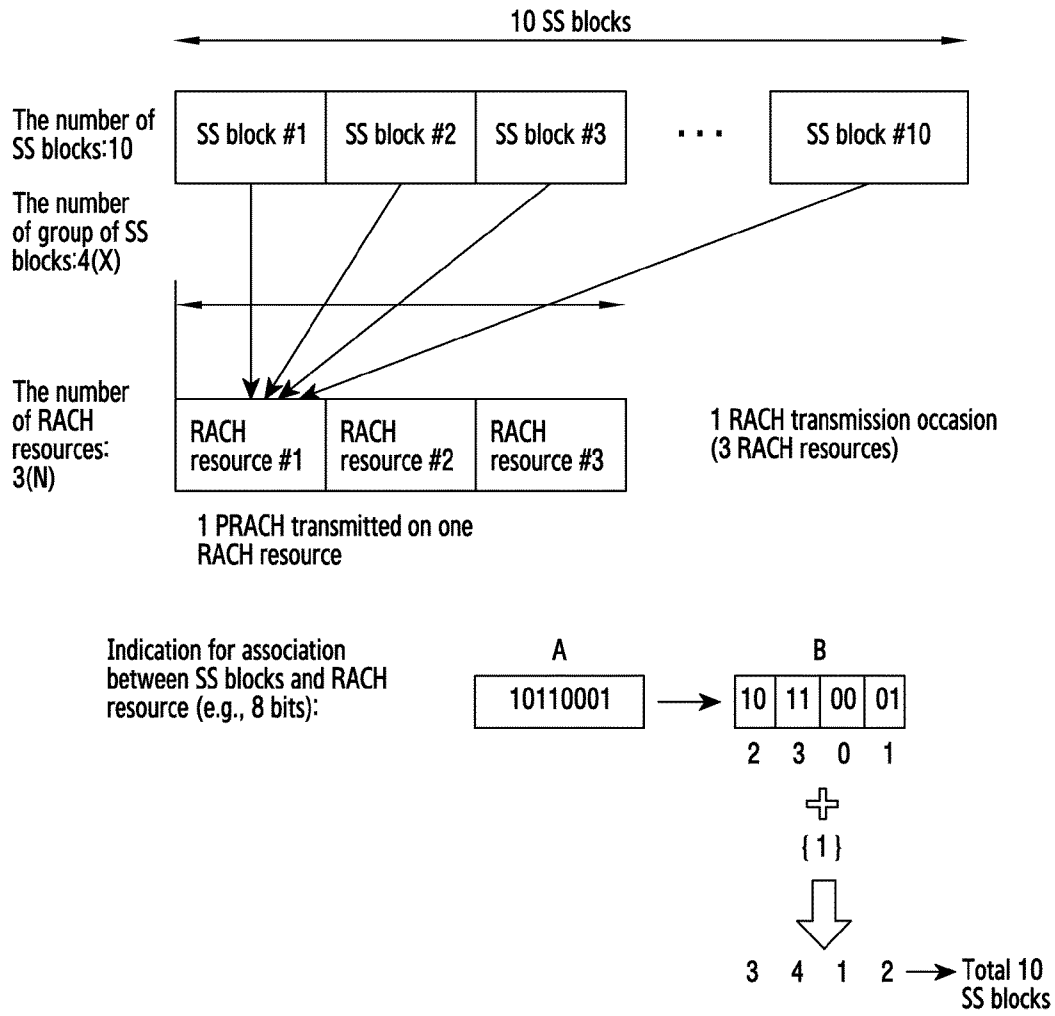 10 SS blocks
The number of
SS blocks:10
SS block #1
SS block #2
SS block #3
· · ·
SS block #10
The number
of group of SS
blocks:4(X)
The number
of RACH
resources:
3(N)
RACH
resource #1
RACH
resource #2
RACH
resource #3
1 RACH transmission occasion
(3 RACH resources)
1 PRACH transmitted on one
RACH resource
Indication for association
between SS blocks and RACH
resource (e.g., 8 bits):
A
10110001
B
10 11 00 01
2 3 0 1
{1}
3 4 1 2
Total 10
SS blocks